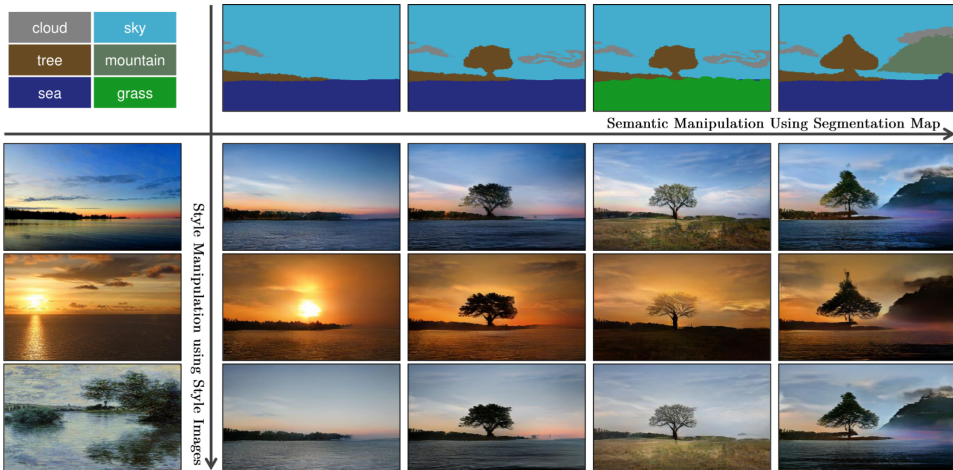 cloud sky
tree mountain
sea grass
Semantic Manipulation Using Segmentation Map
Style Manipulation using Style Images